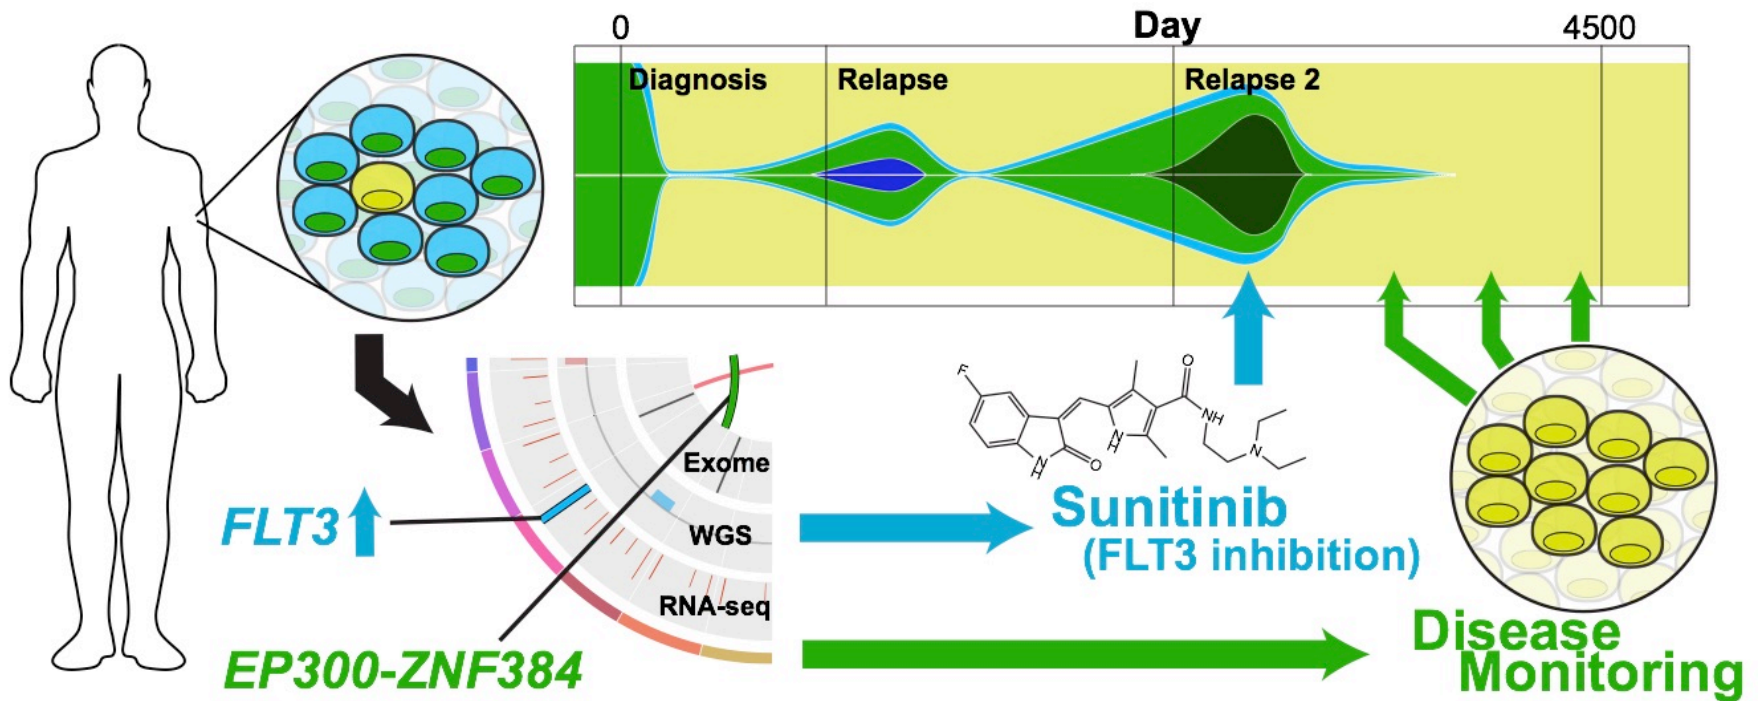 0
Day
4500
Diagnosis
Relapse
Relapse 2
Exome
WGS
RNA-seq
FLT3
EP300-ZNF384
F
O
NH
N
N
H
O
N
H
Sunitinib
(FLT3 inhibition)
Disease
Monitoring